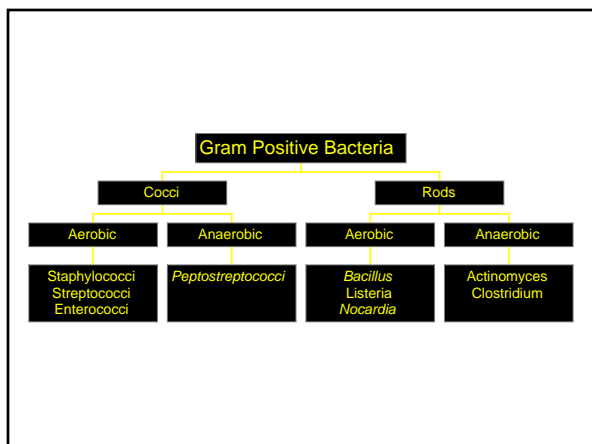 Gram Positive Bacteria
Cocci
Rods
Aerobic
Anaerobic
Aerobic
Anaerobic
Staphylococci
Streptococci
Enterococci
Peptostreptococci
Bacillus
Listeria
Nocardia
Actinomyces
Clostridium